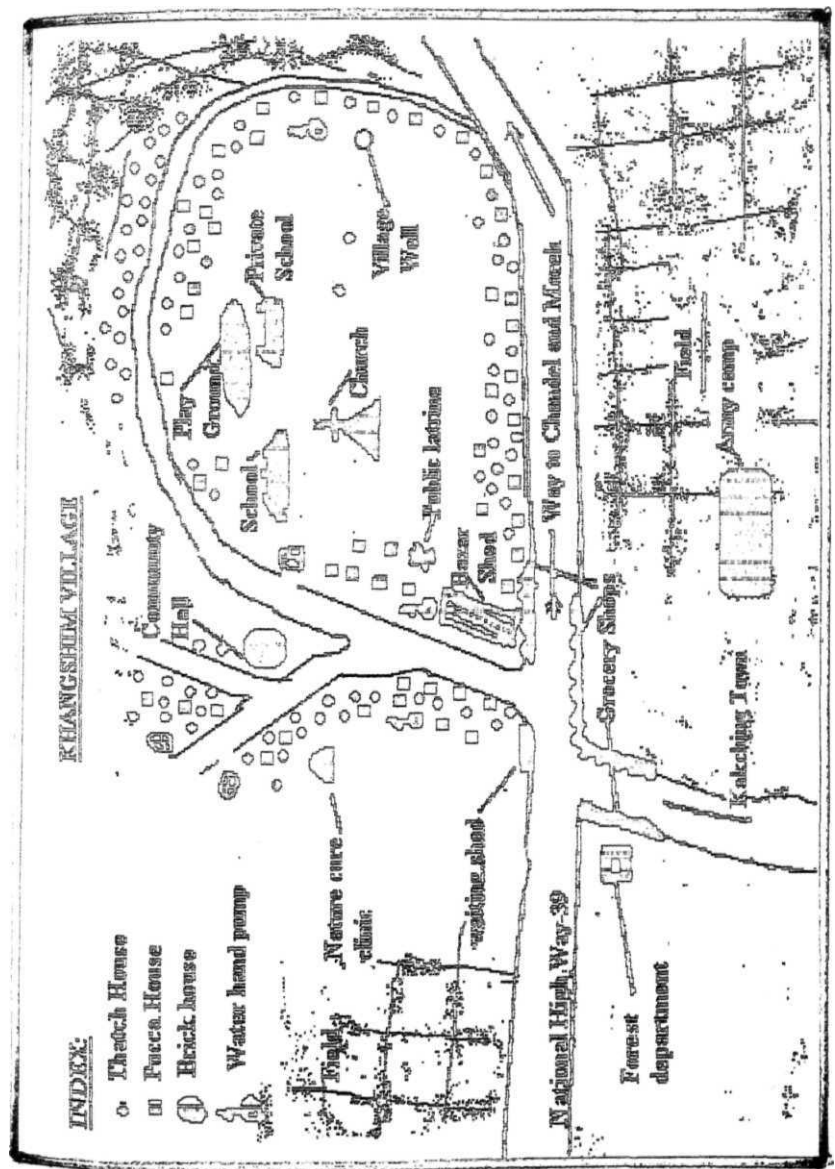 KHANGSHIM VILLAGE
INDEX:
Thatch House
Pucca House
Brick house
Water hand pump
Community
Hall
Play
Ground
Private
School
School
Church
Village
Well
Public latrine
Bazar
Shed
Nature cure
clinic
waiting shed
Field
Way to Chandel and Moreh
National High Way-39
Grocery Shops
Forest
department
Kakching Town
Field
Army camp